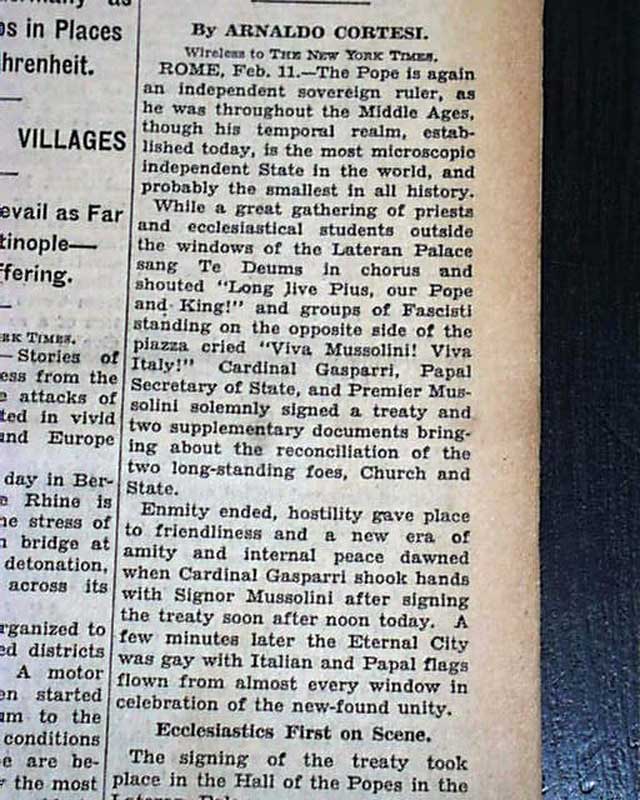 ermany as
os in Places
hrenheit.
VILLAGES
evail as Far
tinople—
ffering.
RK TIMES.
—Stories of
ess from the
e attacks of
ted in vivid
and Europe
day in Ber-
e Rhine is
he stress of
n bridge at
detonation,
across its
rganized to
ed districts
A motor
en started
am to the
conditions
e are be-
the most
By ARNALDO CORTESI.
Wireless to THE NEW YORK TIMES.
ROME, Feb. 11.—The Pope is again
an independent sovereign ruler, as
he was throughout the Middle Ages,
though his temporal realm, estab-
lished today, is the most microscopic
independent State in the world, and
probably the smallest in all history.
While a great gathering of priests
and ecclesiastical students outside
the windows of the Lateran Palace
sang Te Deums in chorus and
shouted "Long live Pius, our Pope
and King!" and groups of Fascisti
standing on the opposite side of the
piazza cried "Viva Mussolini! Viva
Italy!" Cardinal Gasparri, Papal
Secretary of State, and Premier Mus-
solini solemnly signed a treaty and
two supplementary documents bring-
ing about the reconciliation of the
two long-standing foes, Church and
State.
Enmity ended, hostility gave place
to friendliness and a new era of
amity and internal peace dawned
when Cardinal Gasparri shook hands
with Signor Mussolini after signing
the treaty soon after noon today. A
few minutes later the Eternal City
was gay with Italian and Papal flags
flown from almost every window in
celebration of the new-found unity.
Ecclesiastics First on Scene.
The signing of the treaty took
place in the Hall of the Popes in the